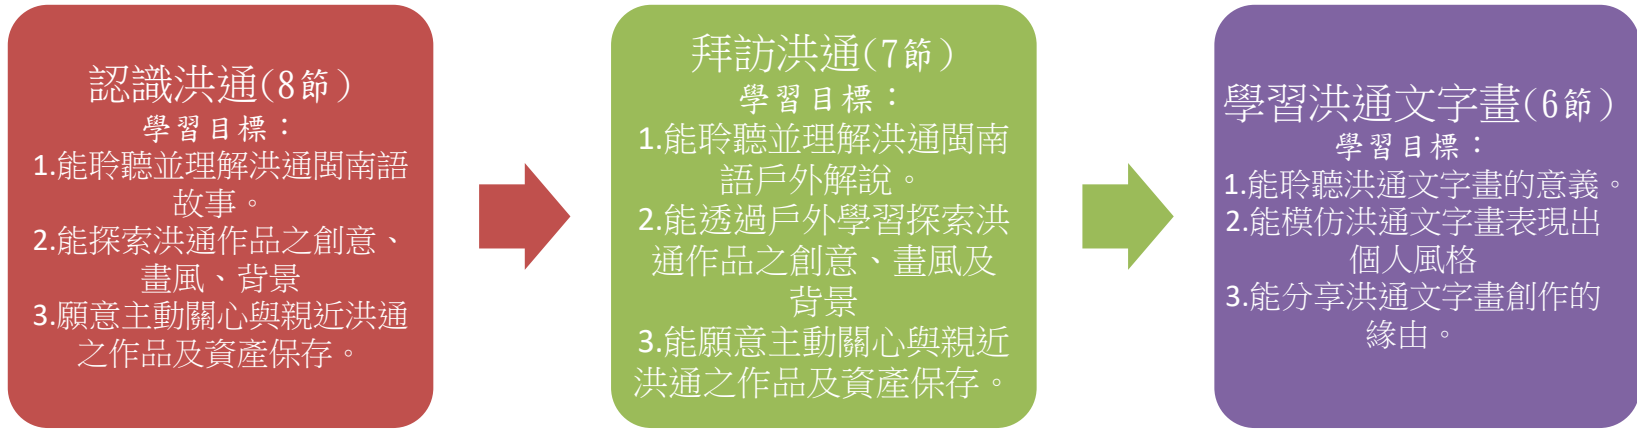 認識洪通(8節)
學習目標：
1.能聆聽並理解洪通閩南語
故事。
2.能探索洪通作品之創意、
畫風、背景
3.願意主動關心與親近洪通
之作品及資產保存。
拜訪洪通(7節)
學習目標：
1.能聆聽並理解洪通閩南
語戶外解說。
2.能透過戶外學習探索洪
通作品之創意、畫風及
背景
3.能願意主動關心與親近
洪通之作品及資產保存。
學習洪通文字畫(6節)
學習目標：
1.能聆聽洪通文字畫的意義。
2.能模仿洪通文字畫表現出
個人風格
3.能分享洪通文字畫創作的
緣由。